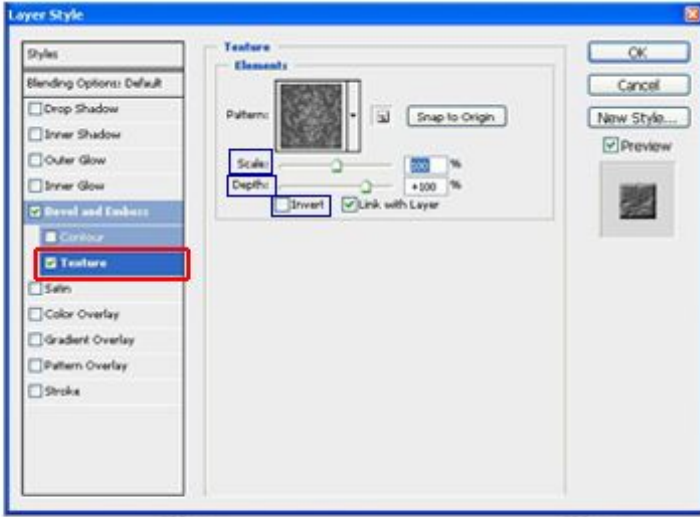 Layer Style
Styles
Blending Options: Default
Drop Shadow
Inner Shadow
Outer Glow
Inner Glow
Bevel and Emboss
Contour
Texture
Satin
Color Overlay
Gradient Overlay
Pattern Overlay
Stroke
Texture
Elements
Pattern:
Snap to Origin
Scale: 100 %
Depth: +100 %
Invert Link with Layer
OK
Cancel
New Style...
Preview